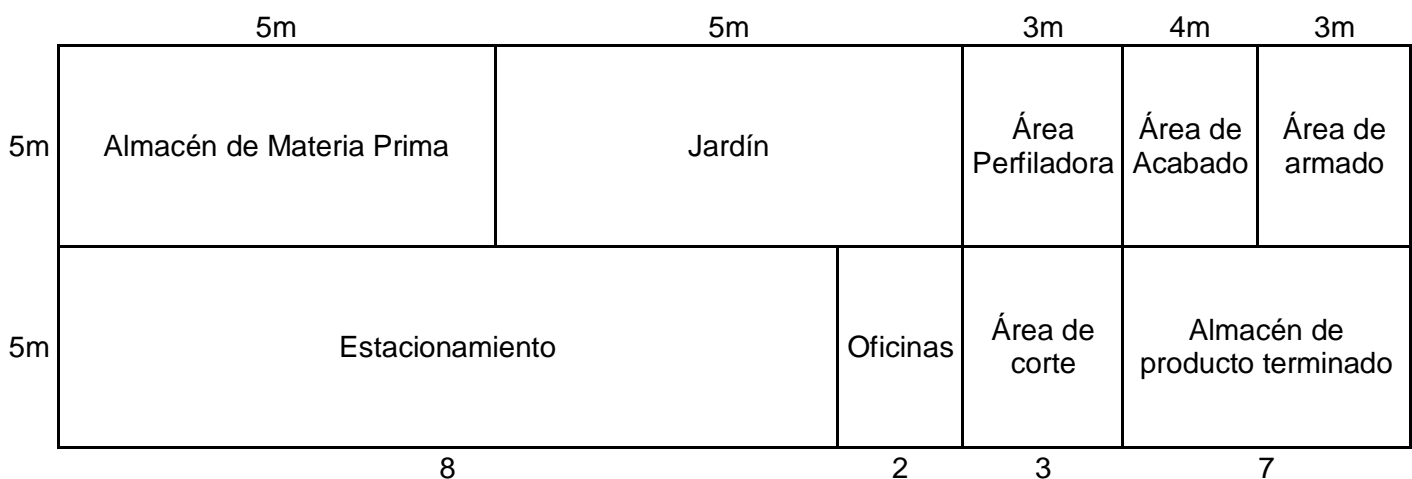 5m 5m 3m 4m 3m
5m Almacén de Materia Prima Jardín
Área
Perfiladora
Área de
Acabado
Área de
armado
5m Estacionamiento Oficinas
Área de
corte
Almacén de
producto terminado
8 2 3 7